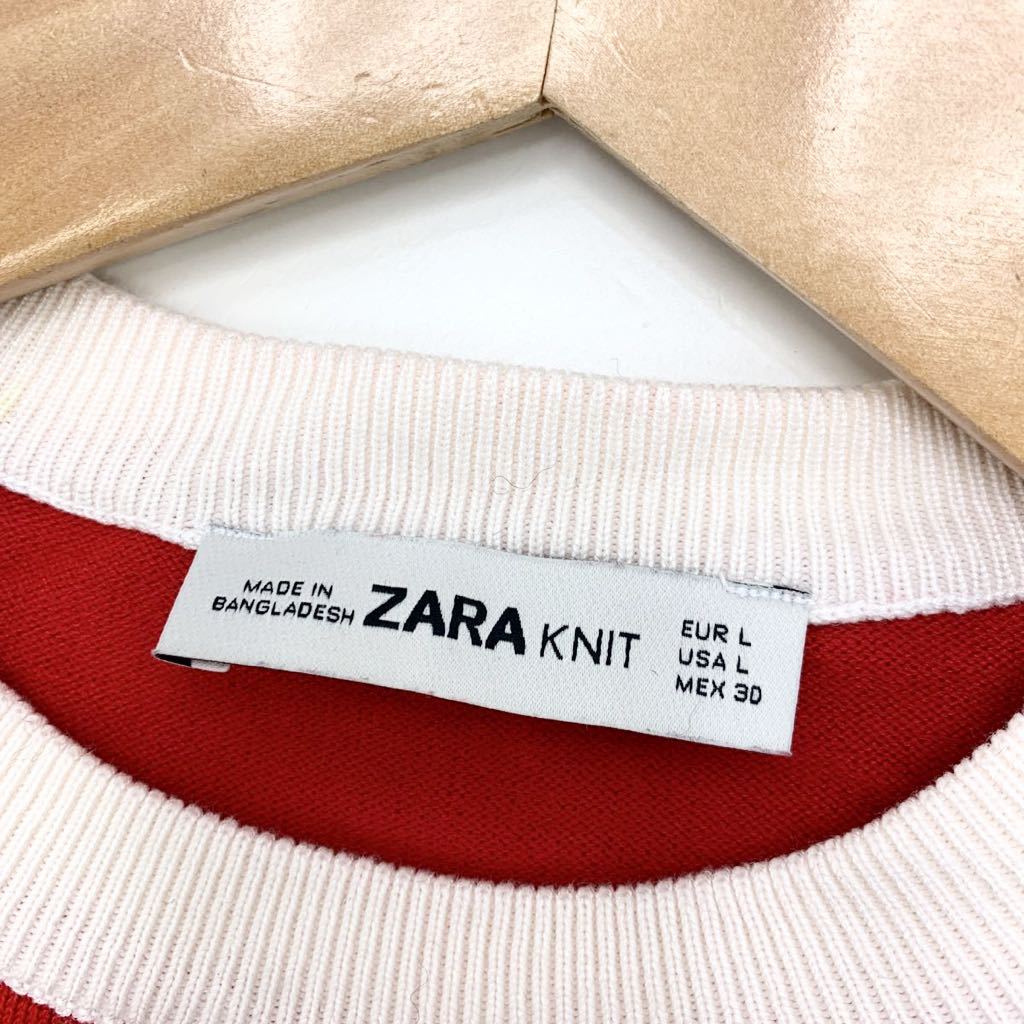 MADE IN
BANGLADESH
ZARA KNIT
EUR L
USA L
MEX 30